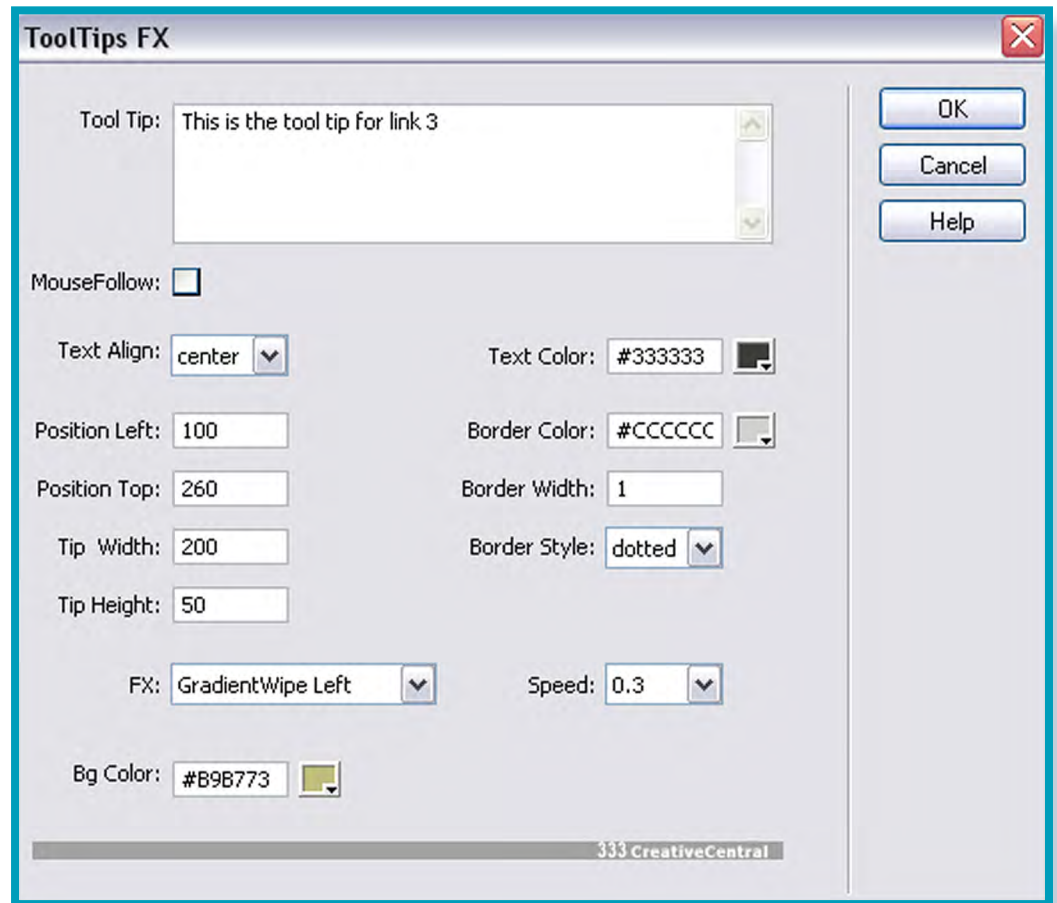 ToolTips FX
Tool Tip: This is the tool tip for link 3
OK
Cancel
Help
MouseFollow:
Text Align: center
Text Color: #333333
Position Left: 100
Border Color: #CCCCCC
Position Top: 260
Border Width: 1
Tip Width: 200
Border Style: dotted
Tip Height: 50
FX: GradientWipe Left
Speed: 0.3
Bg Color: #B9B773
333 CreativeCentral